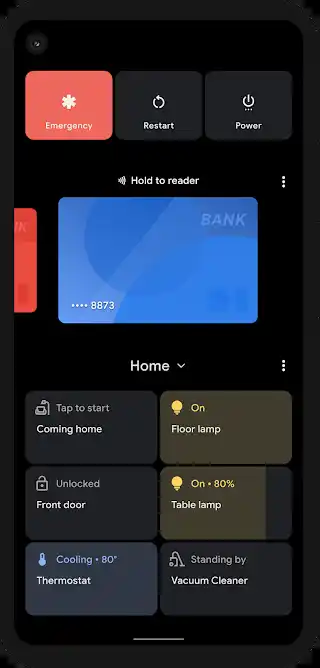 Emergency
Restart
Power
Hold to reader
BANK
•••• 8873
Home
Tap to start
Coming home
On
Floor lamp
Unlocked
Front door
On • 80%
Table lamp
Cooling • 80°
Thermostat
Standing by
Vacuum Cleaner